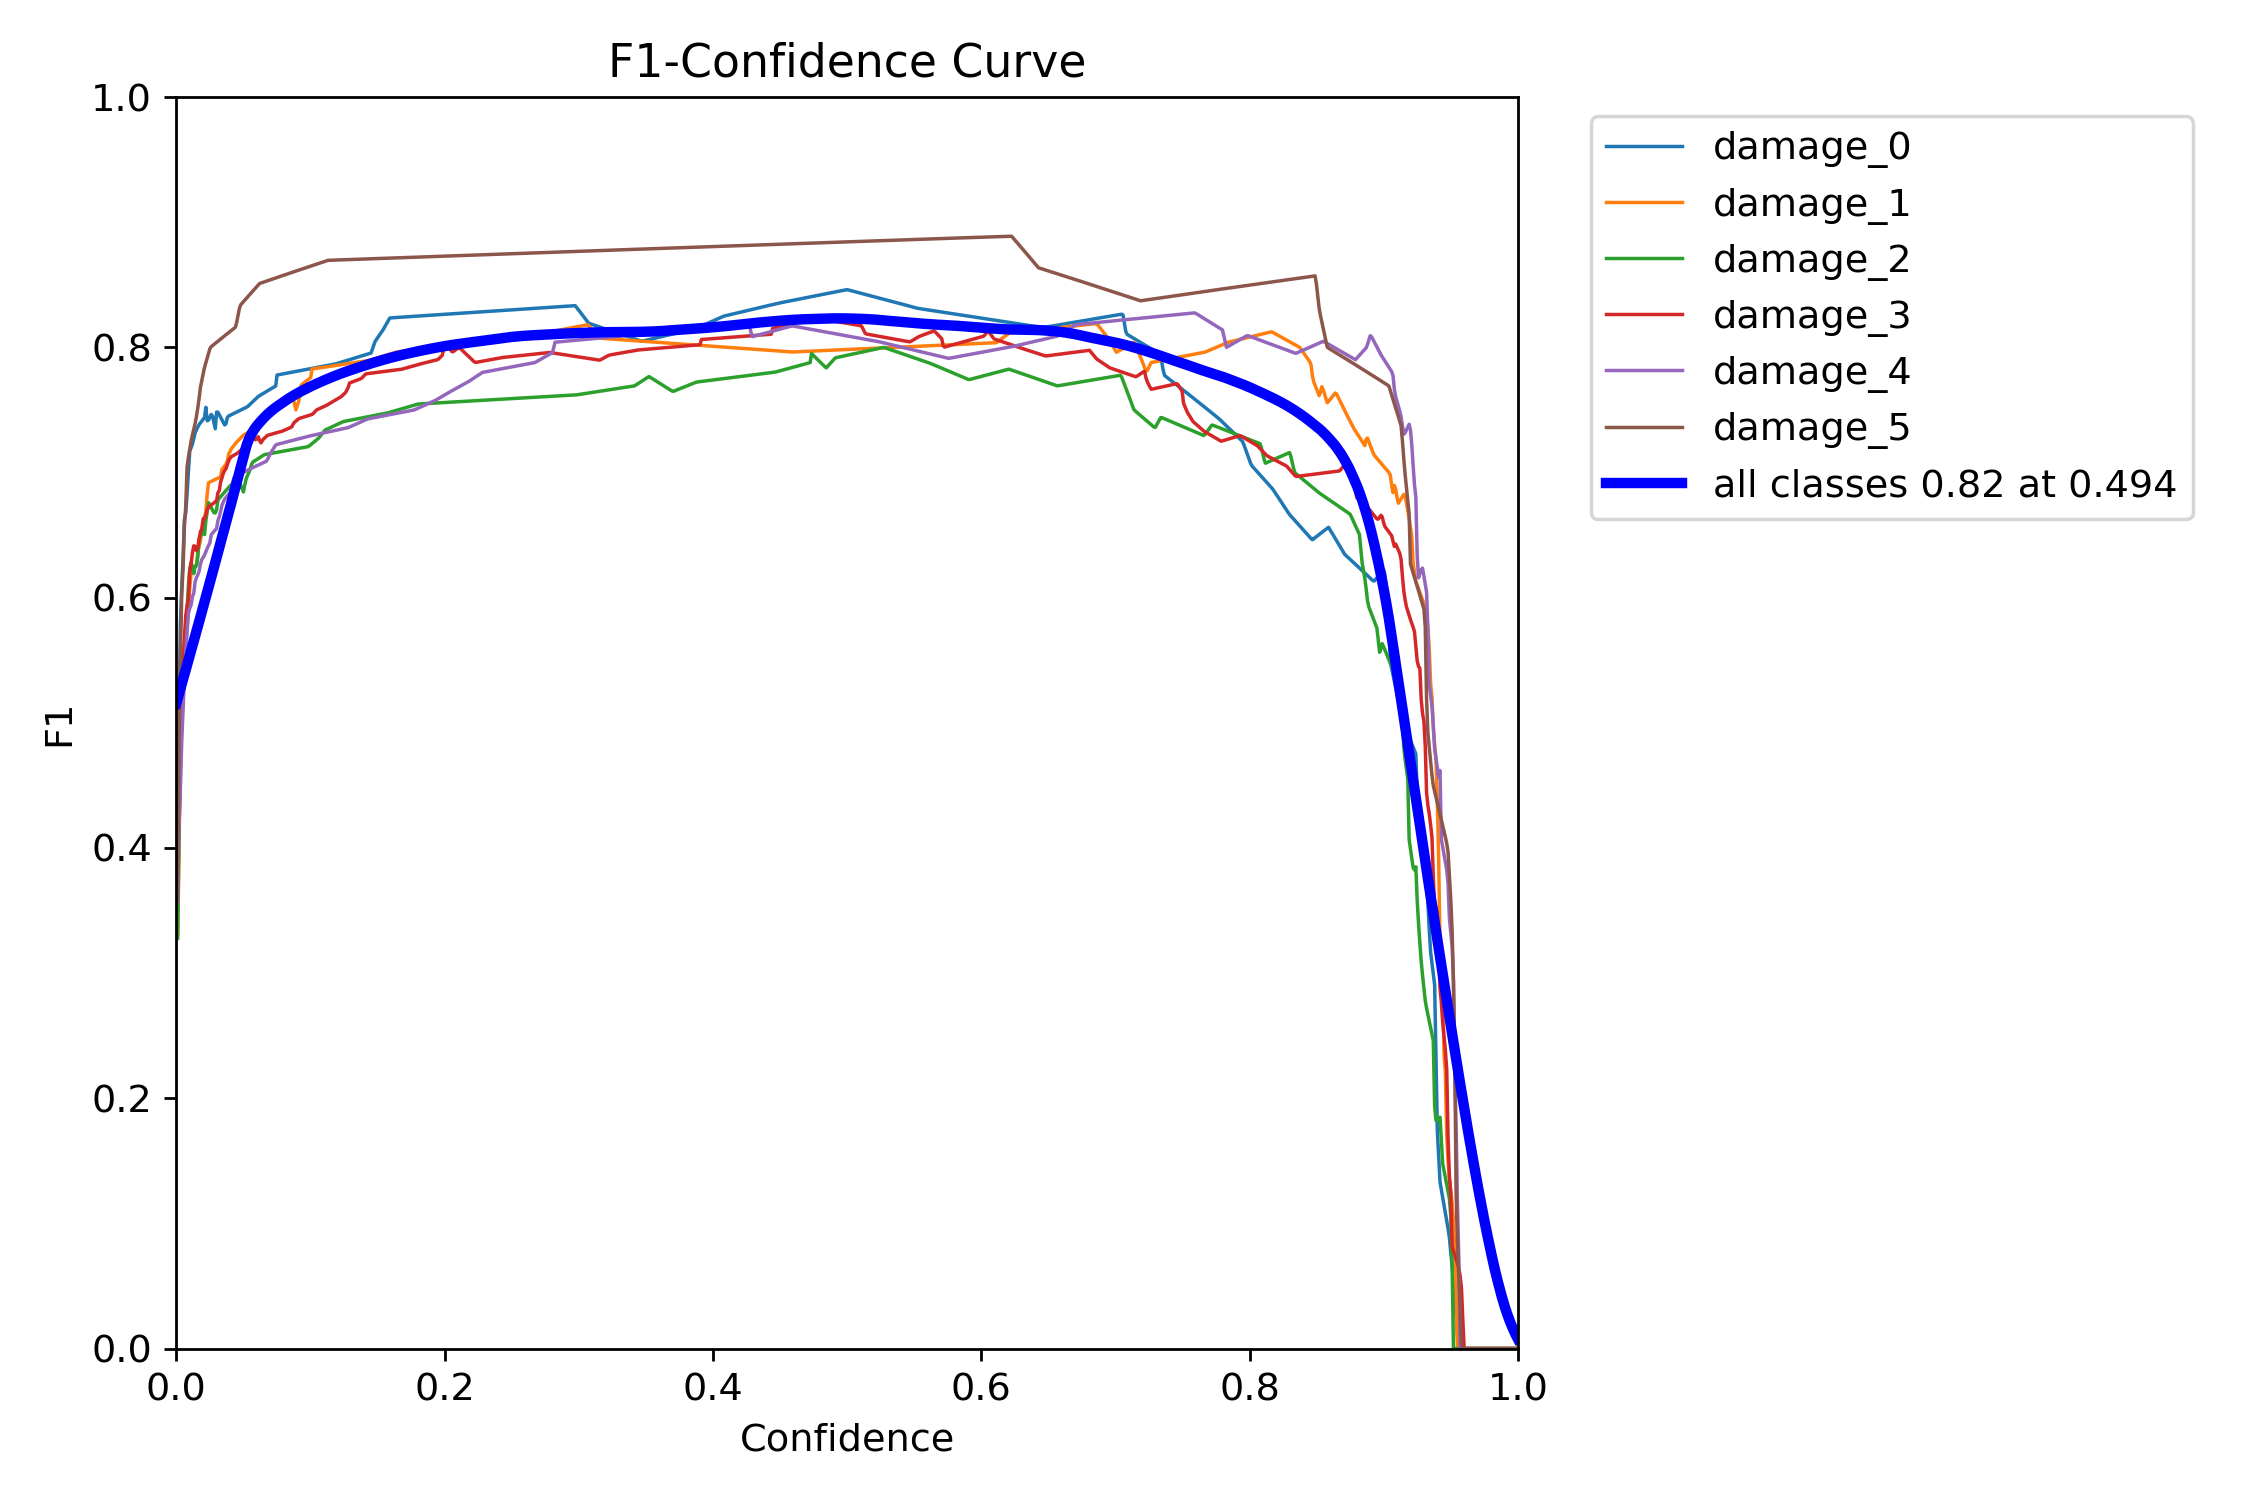 F1-Confidence Curve
1.0
0.8
0.6
0.4
0.2
0.0
F1
0.0 0.2 0.4 0.6 0.8 1.0
Confidence
damage_0
damage_1
damage_2
damage_3
damage_4
damage_5
all classes 0.82 at 0.494